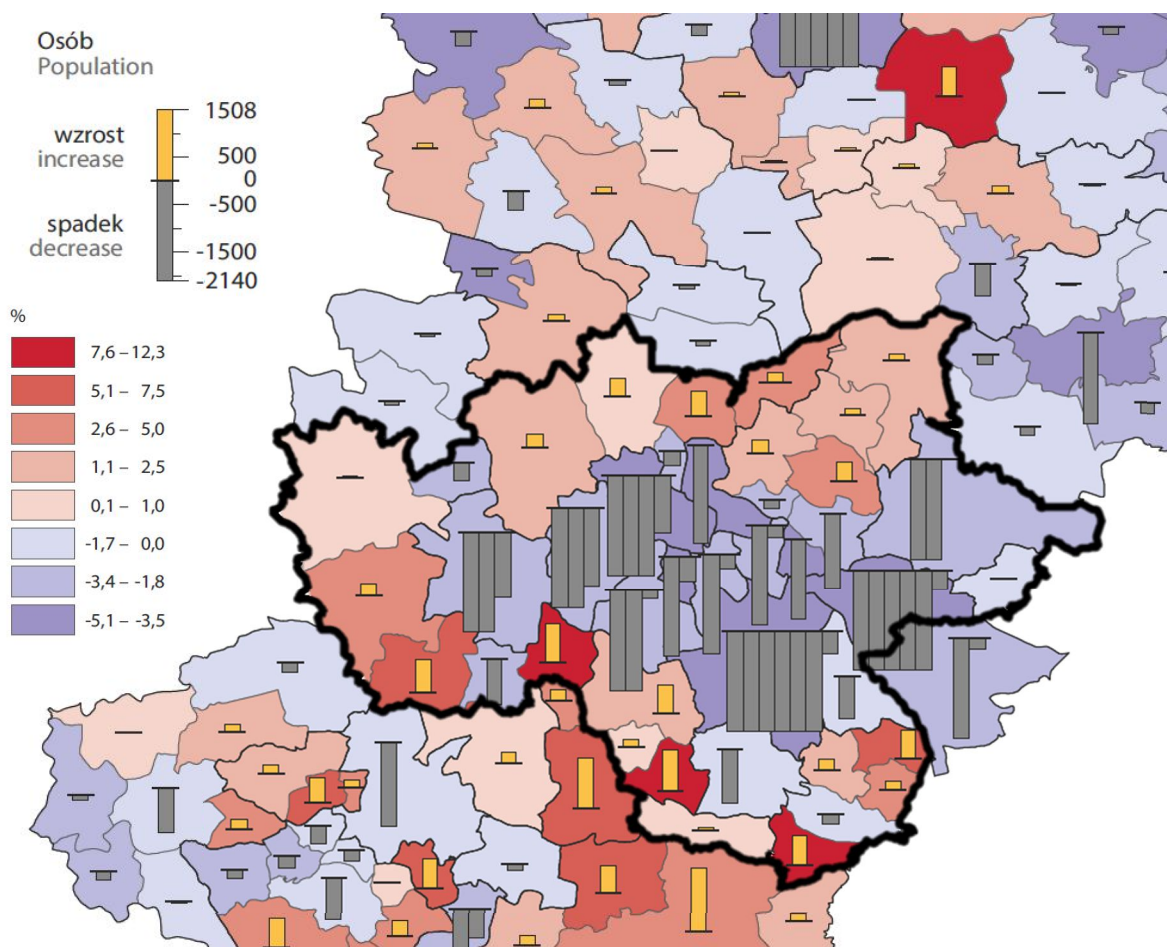 Osób
Population
wzrost
increase
spadek
decrease
1508
500
0
-500
-1500
-2140
%
7,6 – 12,3
5,1 – 7,5
2,6 – 5,0
1,1 – 2,5
0,1 – 1,0
-1,7 – 0,0
-3,4 – -1,8
-5,1 – -3,5